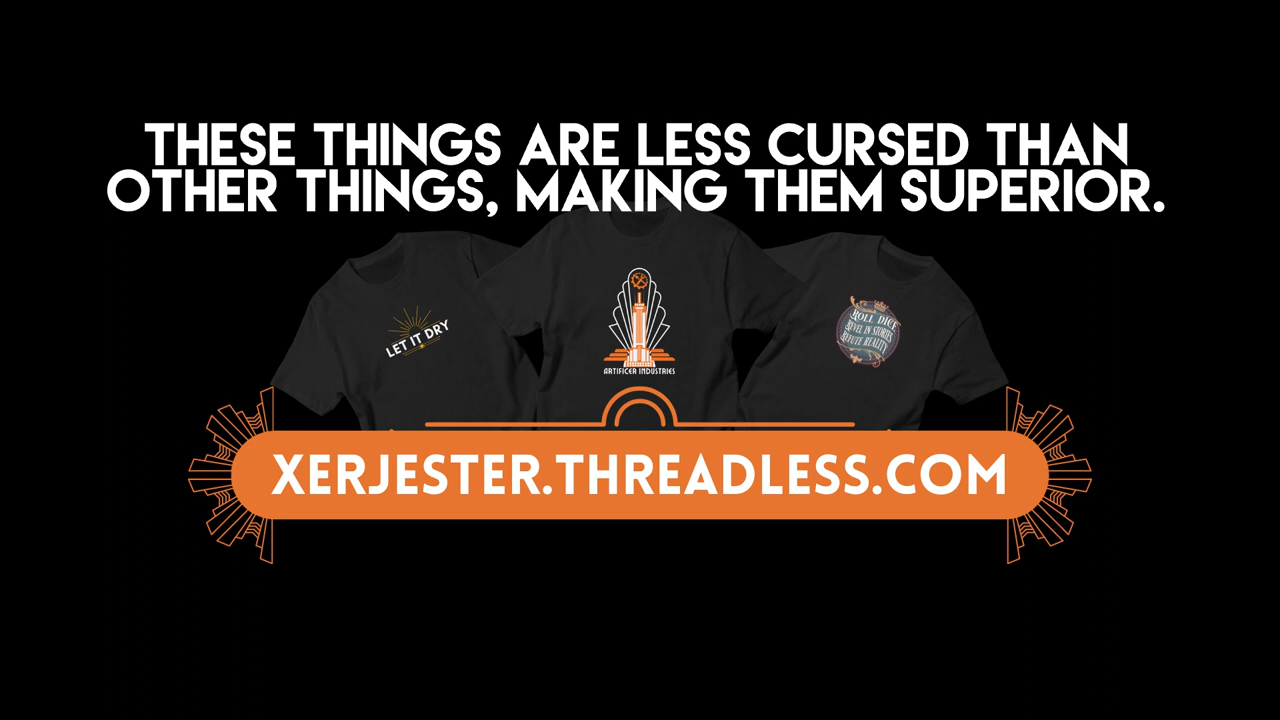 THESE THINGS ARE LESS CURSED THAN
OTHER THINGS, MAKING THEM SUPERIOR.
LET IT DRY
ARTIFICER INDUSTRIES
ROLL DICE
REVEL IN STORIES
REFUTE REALITY
XERJESTER.THREADLESS.COM